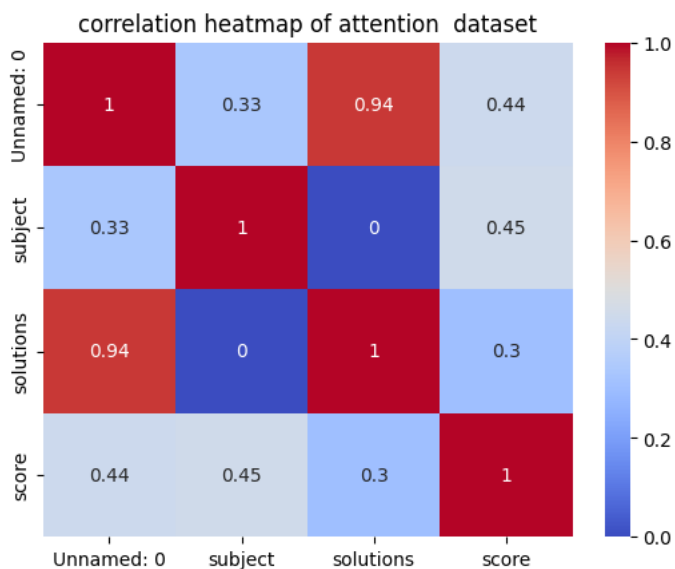 correlation heatmap of attention  dataset
Unnamed: 0
1
0.33
0.94
0.44
subject
0.33
1
0
0.45
solutions
0.94
0
1
0.3
score
0.44
0.45
0.3
1
Unnamed: 0
subject
solutions
score
1.0
0.8
0.6
0.4
0.2
0.0